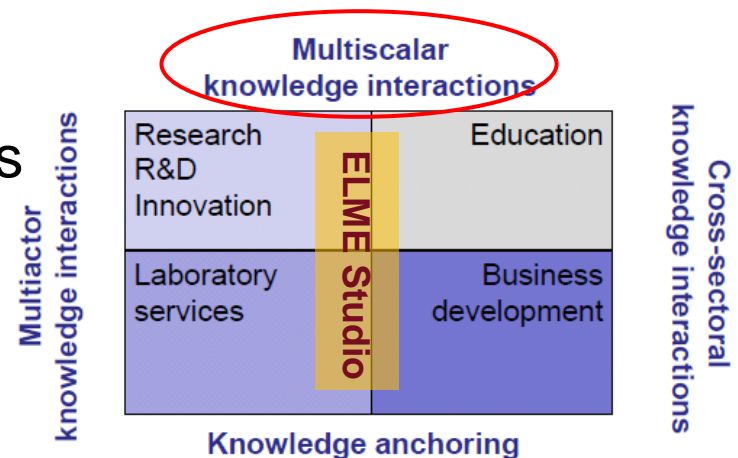 Multiscalar
knowledge interactions
s
Multiactor
knowledge interactions
Research
R&D
Innovation
Education
ELME Studio
Laboratory
services
Business
development
Cross-sectoral
knowledge interactions
Knowledge anchoring